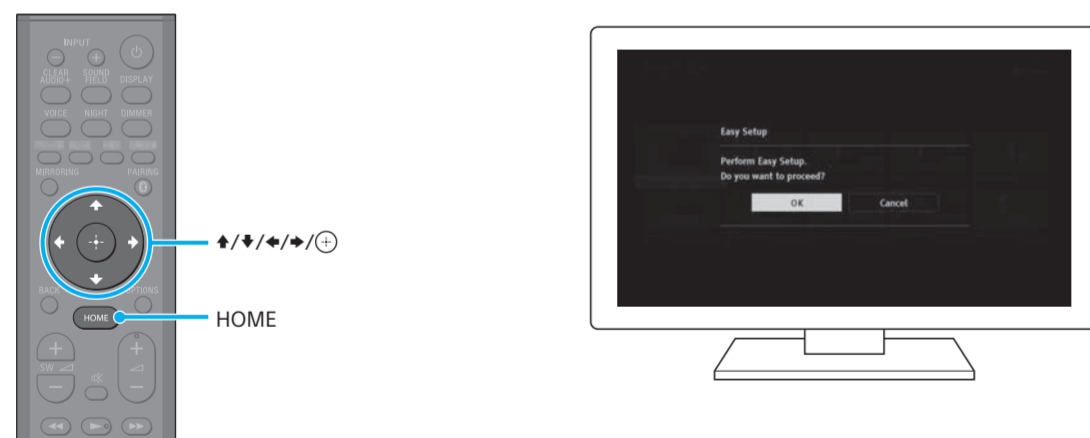 INPUT
CLEAR AUDIO+
SOUND FIELD
DISPLAY
VOICE
NIGHT
DIMMER
MIRRORING
PAIRING
BACK
OPTIONS
HOME
SW
↑/↓/←/→/⊕
HOME
Easy Setup
Perform Easy Setup.
Do you want to proceed?
OK
Cancel